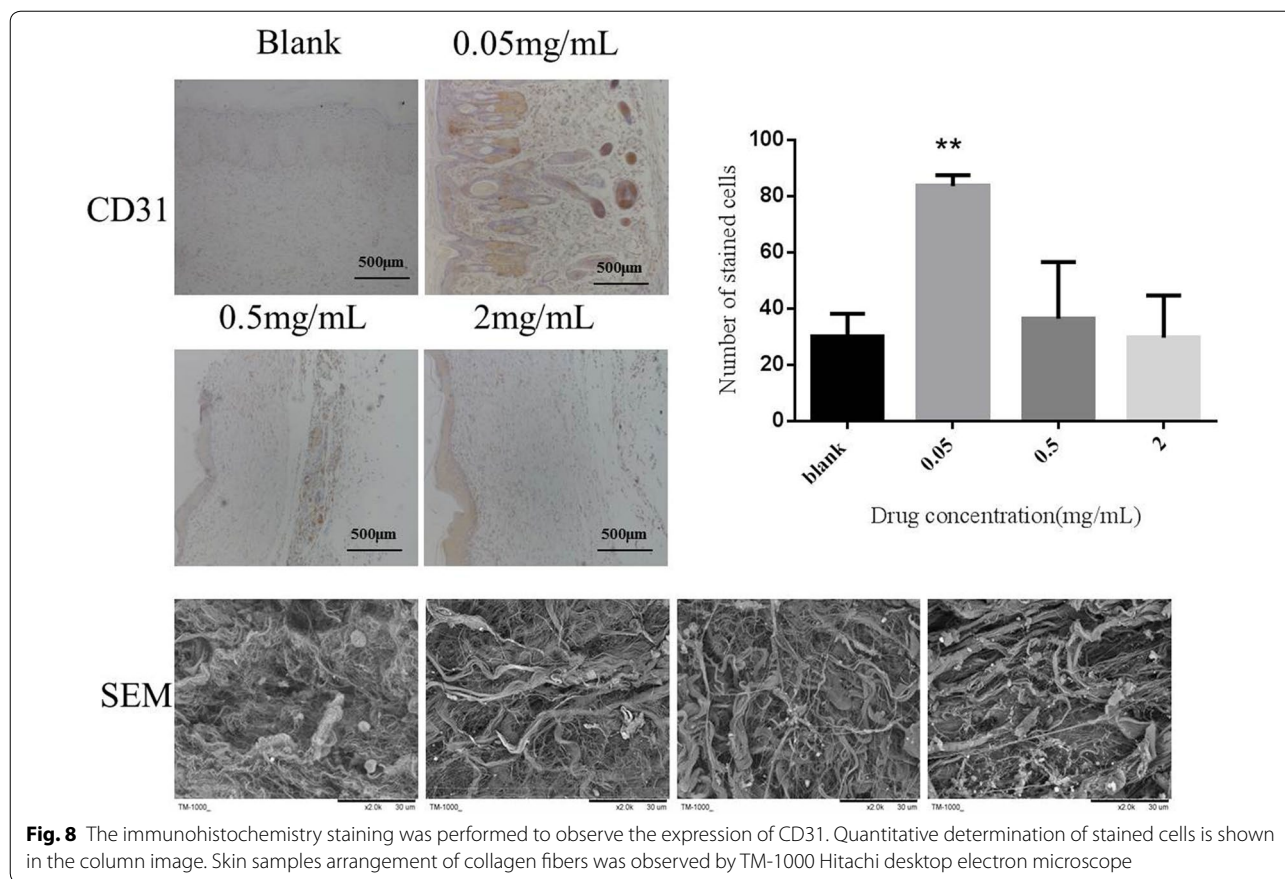 Blank
0.05mg/mL
CD31
500μm
500μm
0.5mg/mL
2mg/mL
500μm
500μm
100
80
60
40
20
0
Number of stained cells
**
blank
0.05
0.5
2
Drug concentration(mg/mL)
SEM
TM-1000_ x2.0k 30 um
TM-1000_ x2.0k 30 um
TM-1000_ x2.0k 30 um
TM-1000_ x2.0k 30 um
Fig. 8 The immunohistochemistry staining was performed to observe the expression of CD31. Quantitative determination of stained cells is shown
in the column image. Skin samples arrangement of collagen fibers was observed by TM-1000 Hitachi desktop electron microscope